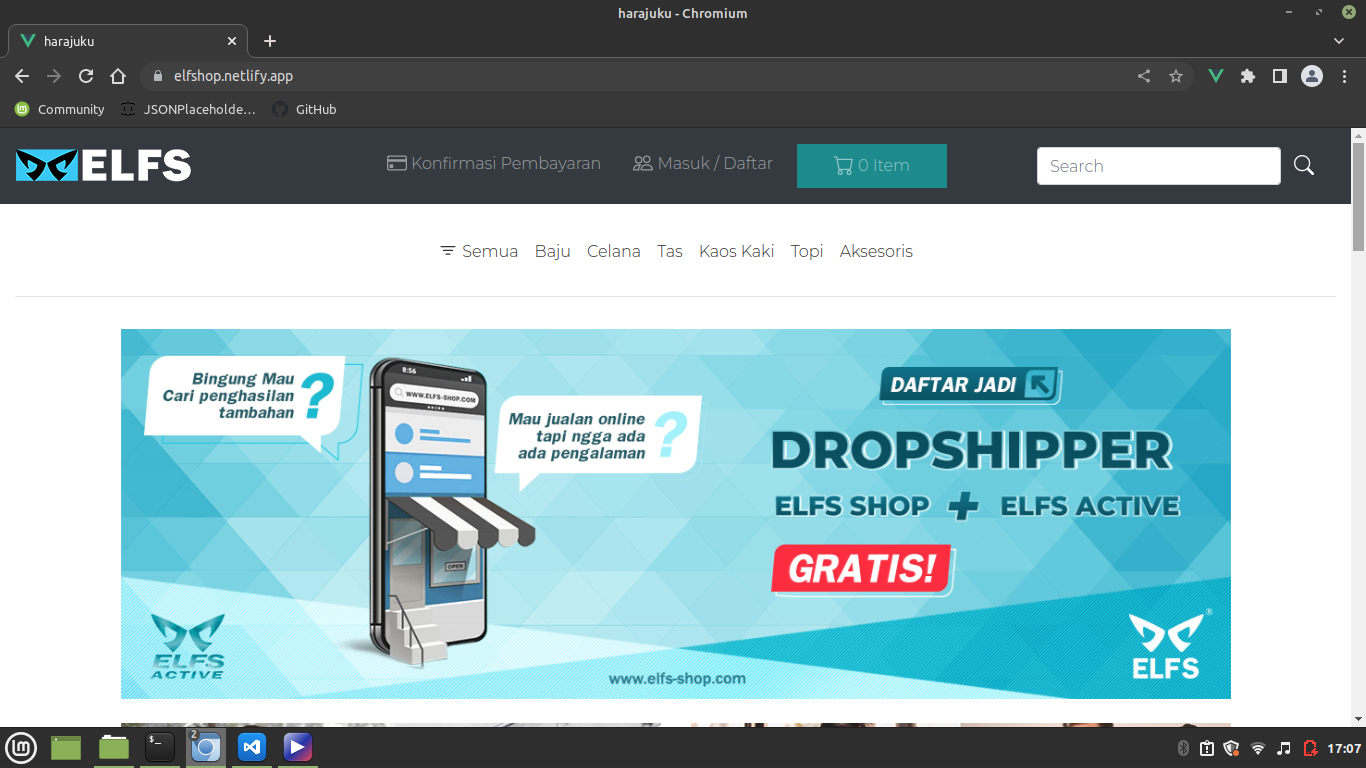 harajuku - Chromium
harajuku
elfshop.netlify.app
Community
JSONPlaceholde...
GitHub
ELFS
Konfirmasi Pembayaran
Masuk / Daftar
0 Item
Search
Semua
Baju
Celana
Tas
Kaos Kaki
Topi
Aksesoris
Bingung Mau
Cari penghasilan
tambahan
?
8:56
WWW.ELFS-SHOP.COM
OPEN
Mau jualan online
tapi ngga ada
ada pengalaman
?
DAFTAR JADI
DROPSHIPPER
ELFS SHOP + ELFS ACTIVE
GRATIS!
ELFS
ACTIVE
www.elfs-shop.com
®
ELFS
$_
2
17:07